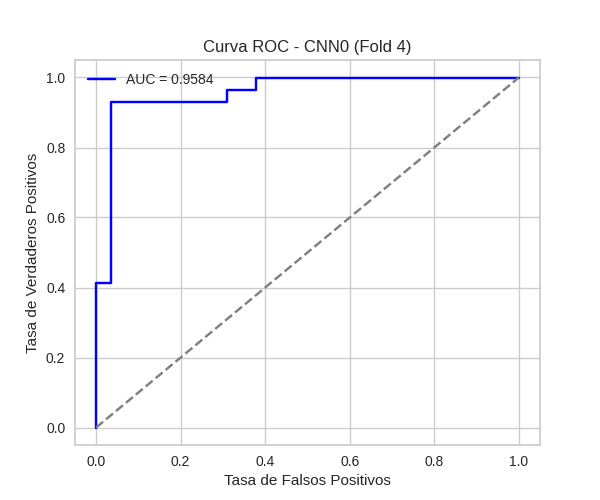 Curva ROC - CNN0 (Fold 4)
AUC = 0.9584
1.0
0.8
0.6
0.4
0.2
0.0
Tasa de Verdaderos Positivos
0.0 0.2 0.4 0.6 0.8 1.0
Tasa de Falsos Positivos